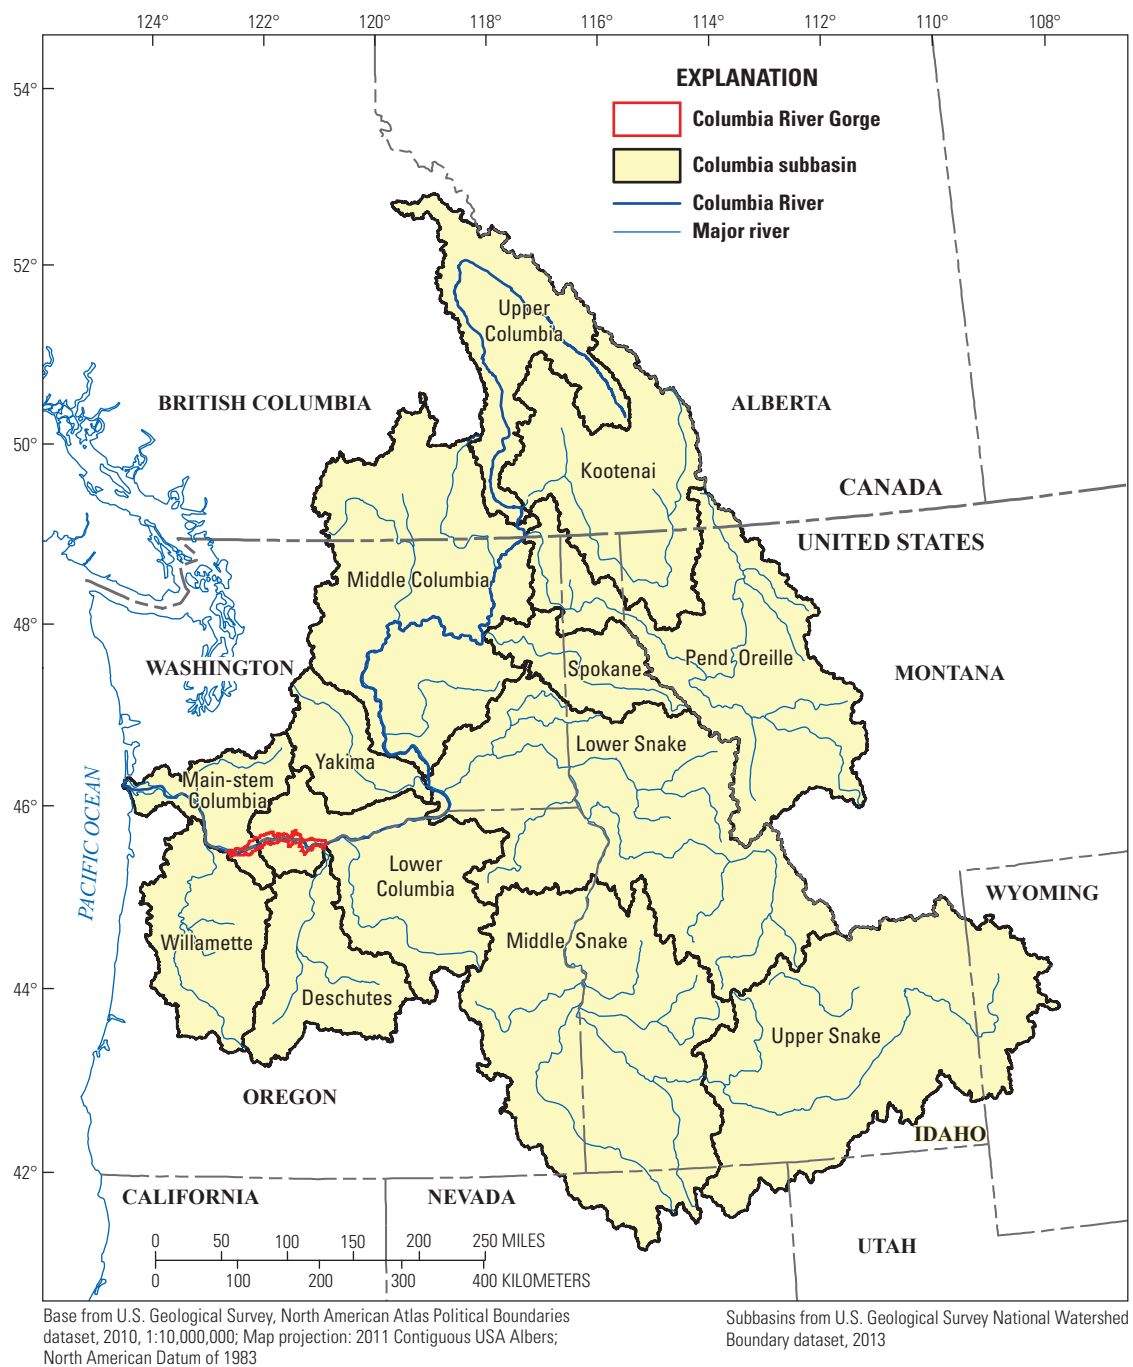 124° 122° 120° 118° 116° 114° 112° 110° 108°
54°
52°
50°
48°
46°
44°
42°
EXPLANATION
Columbia River Gorge
Columbia subbasin
Columbia River
Major river
Upper
Columbia
BRITISH COLUMBIA
ALBERTA
Kootenai
CANADA
UNITED STATES
Middle Columbia
WASHINGTON
Spokane
Pend Oreille
MONTANA
Lower Snake
Yakima
Main-stem
Columbia
PACIFIC OCEAN
Lower
Columbia
WYOMING
Willamette
Middle Snake
Deschutes
Upper Snake
OREGON
IDAHO
CALIFORNIA
NEVADA
UTAH
0 50 100 150 200 250 MILES
0 100 200 300 400 KILOMETERS
Base from U.S. Geological Survey, North American Atlas Political Boundaries
dataset, 2010, 1:10,000,000; Map projection: 2011 Contiguous USA Albers;
North American Datum of 1983
Subbasins from U.S. Geological Survey National Watershed
Boundary dataset, 2013